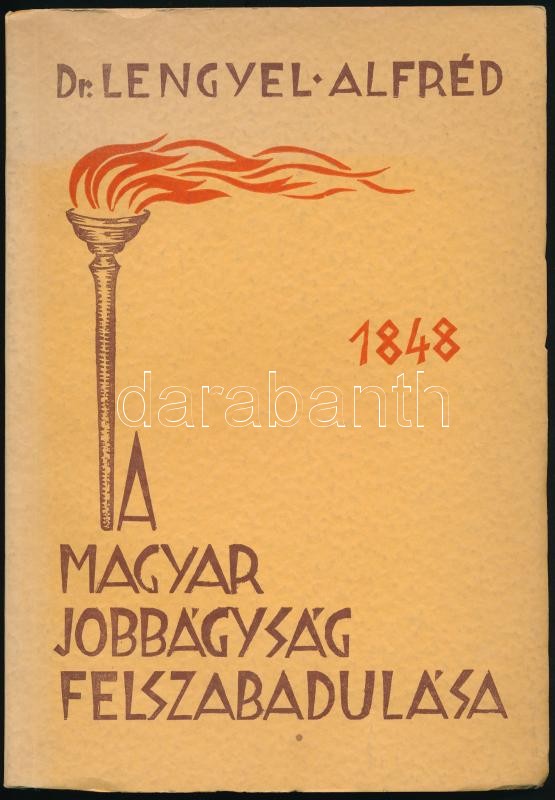 Dr. LENGYEL · ALFRÉD
1848
darabanth
A
MAGYAR
JOBBÁGYSÁG
FELSZABADULÁSA